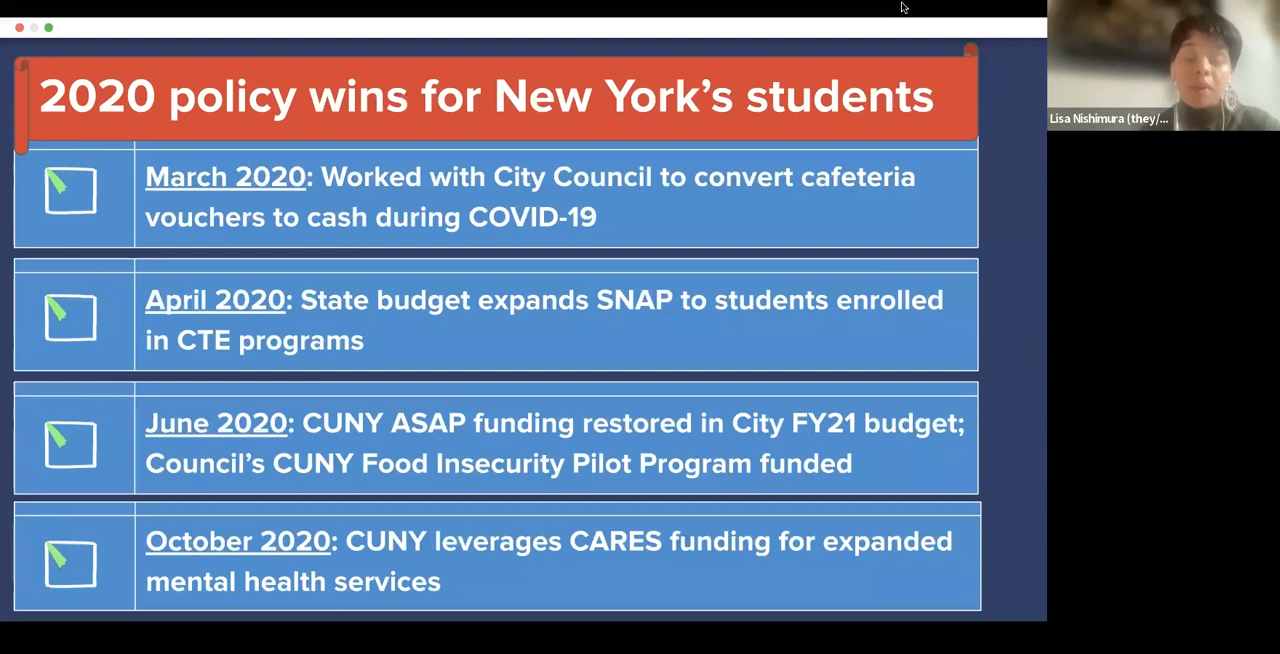 2020 policy wins for New York's students
March 2020: Worked with City Council to convert cafeteria
vouchers to cash during COVID-19
April 2020: State budget expands SNAP to students enrolled
in CTE programs
June 2020: CUNY ASAP funding restored in City FY21 budget;
Council's CUNY Food Insecurity Pilot Program funded
October 2020: CUNY leverages CARES funding for expanded
mental health services
Lisa Nishimura (they/...